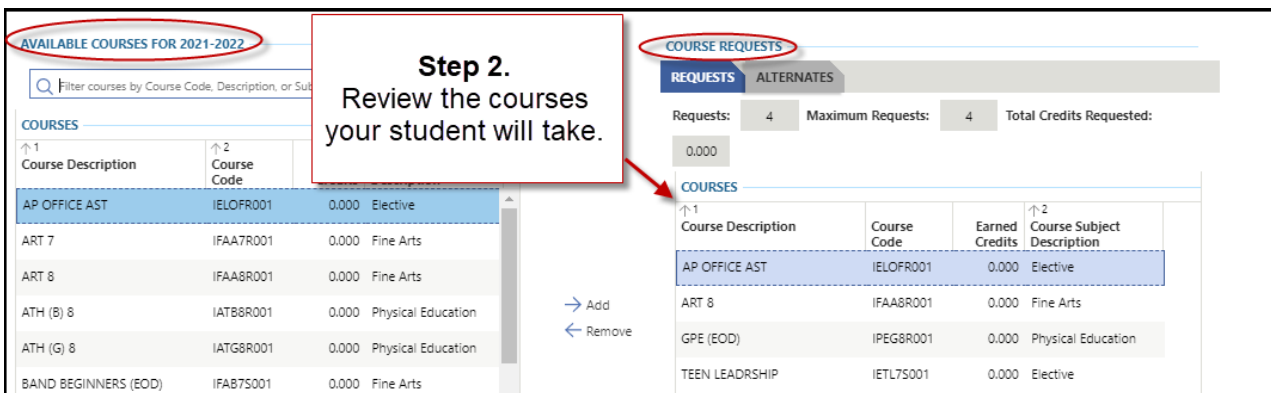 AVAILABLE COURSES FOR 2021-2022
Filter courses by Course Code, Description, or Sub
COURSES
1 2
Course Description Course Code
AP OFFICE AST IELOFR001 0.000 Elective
ART 7 IFAA7R001 0.000 Fine Arts
ART 8 IFAA8R001 0.000 Fine Arts
ATH (B) 8 IATB8R001 0.000 Physical Education
ATH (G) 8 IATG8R001 0.000 Physical Education
BAND BEGINNERS (EOD) IFAB7S001 0.000 Fine Arts
Step 2.
Review the courses
your student will take.
Add
Remove
COURSE REQUESTS
REQUESTS ALTERNATES
Requests: 4 Maximum Requests: 4 Total Credits Requested:
0.000
COURSES
1 2
Course Description Course Earned Course Subject
Code Credits Description
AP OFFICE AST IELOFR001 0.000 Elective
ART 8 IFAA8R001 0.000 Fine Arts
GPE (EOD) IPEG8R001 0.000 Physical Education
TEEN LEADRSHIP IETL7S001 0.000 Elective